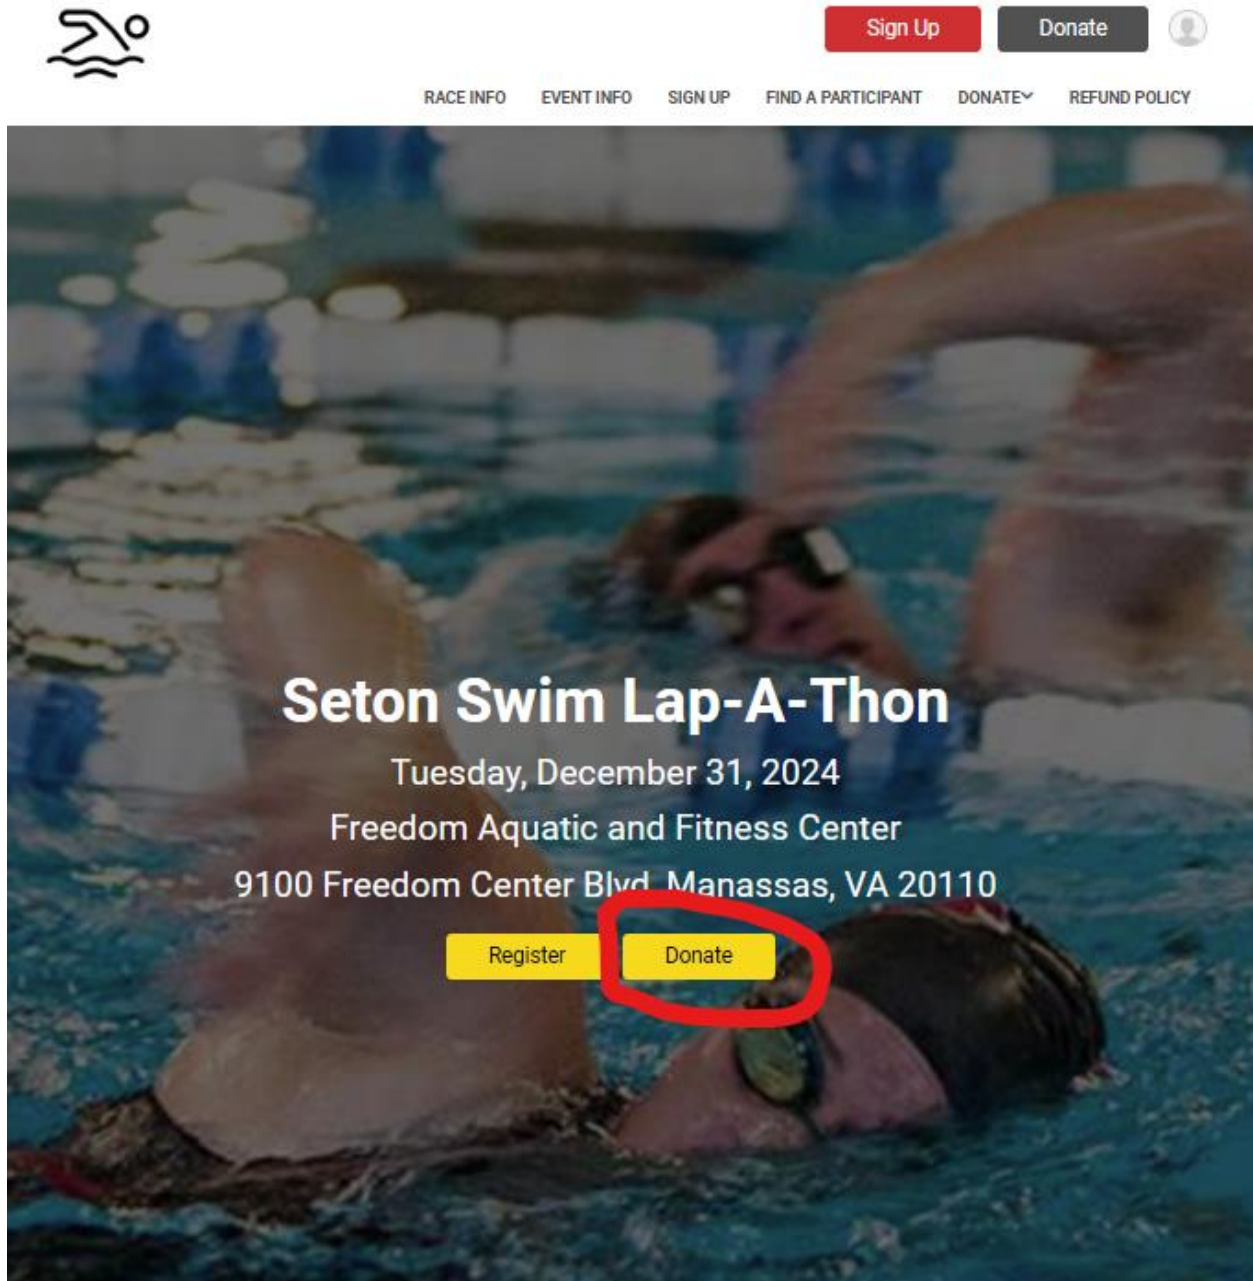 Sign Up Donate
RACE INFO EVENT INFO SIGN UP FIND A PARTICIPANT DONATE REFUND POLICY
Seton Swim Lap-A-Thon
Tuesday, December 31, 2024
Freedom Aquatic and Fitness Center
9100 Freedom Center Blvd, Manassas, VA 20110
Register Donate